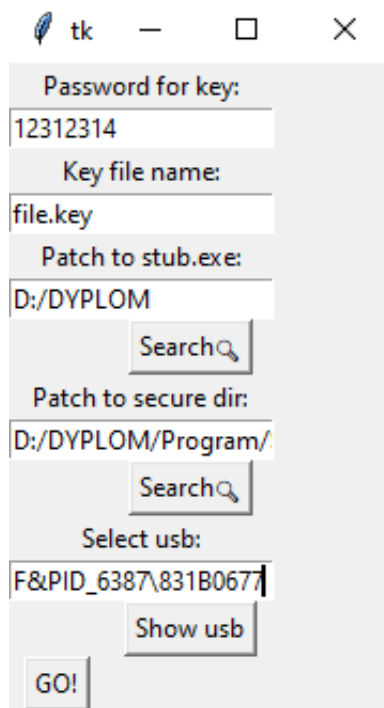 tk
Password for key:
12312314
Key file name:
file.key
Patch to stub.exe:
D:/DYPLOM
Search
Patch to secure dir:
D:/DYPLOM/Program/
Search
Select usb:
F&PID_6387\831B0677
Show usb
GO!